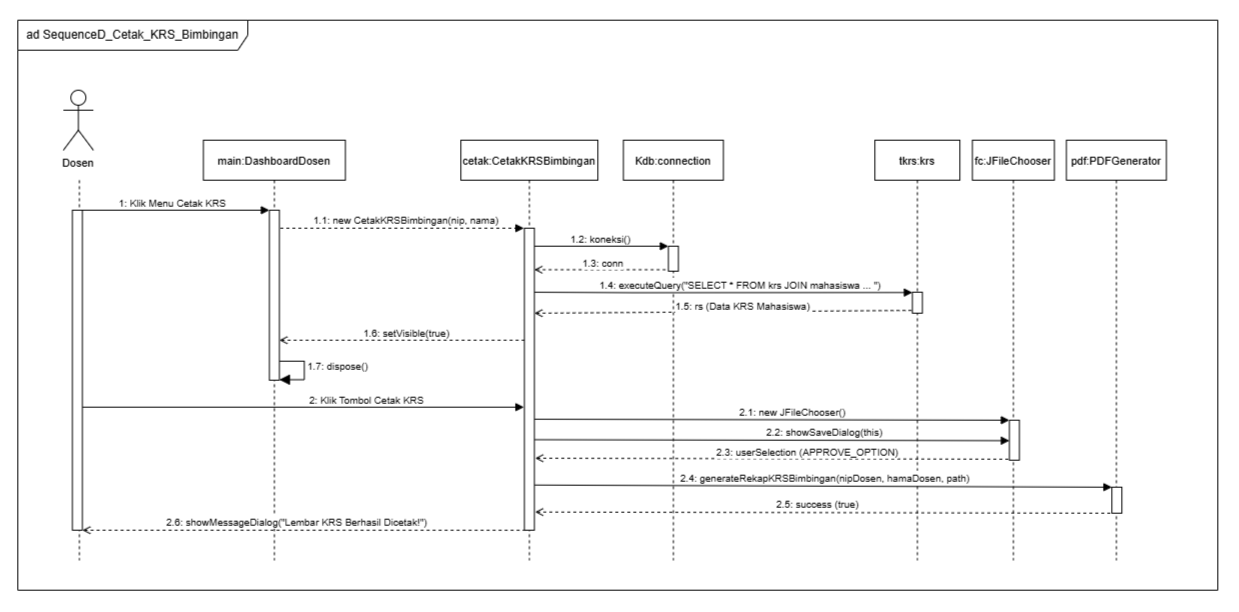 ad SequenceD_Cetak_KRS_Bimbingan
Dosen
main:DashboardDosen
cetak:CetakKRSBimbingan
Kdb:connection
tkrs:krs
fc:JFileChooser
pdf:PDFGenerator
1: Klik Menu Cetak KRS
1.1: new CetakKRSBimbingan(nip, nama)
1.2: koneksi()
1.3: conn
1.4: executeQuery("SELECT * FROM krs JOIN mahasiswa ... ")
1.5: rs (Data KRS Mahasiswa)
1.6: setVisible(true)
1.7: dispose()
2: Klik Tombol Cetak KRS
2.1: new JFileChooser()
2.2: showSaveDialog(this)
2.3: userSelection (APPROVE_OPTION)
2.4: generateRekapKRSBimbingan(nipDosen, hamaDosen, path)
2.5: success (true)
2.6: showMessageDialog("Lembar KRS Berhasil Dicetak!")